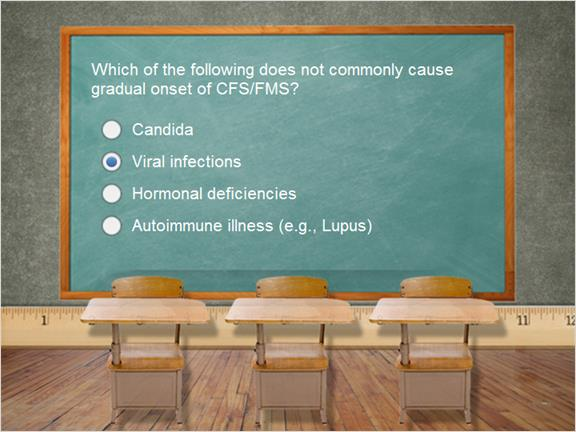 Which of the following does not commonly cause
gradual onset of CFS/FMS?
Candida
Viral infections
Hormonal deficiencies
Autoimmune illness (e.g., Lupus)
1 11 12